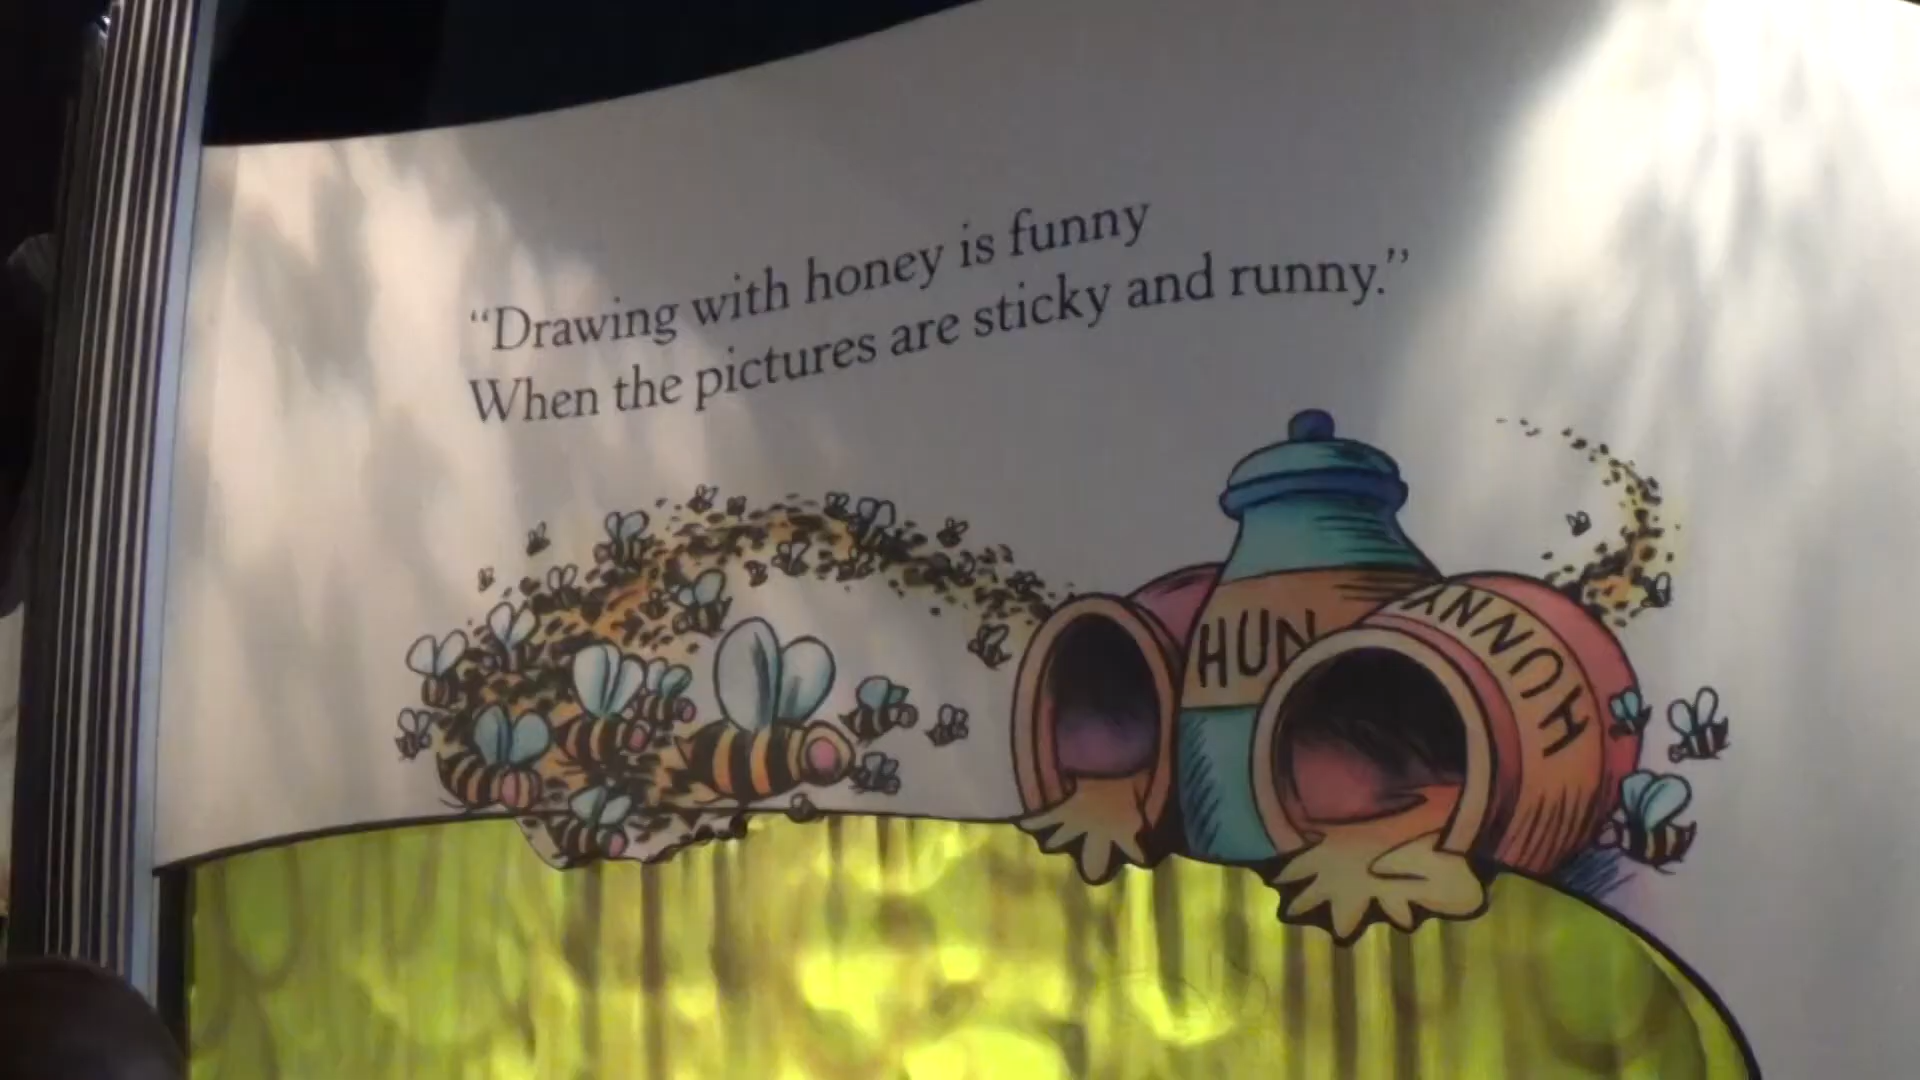 “Drawing with honey is funny
When the pictures are sticky and runny.”
HUN
HUNNY